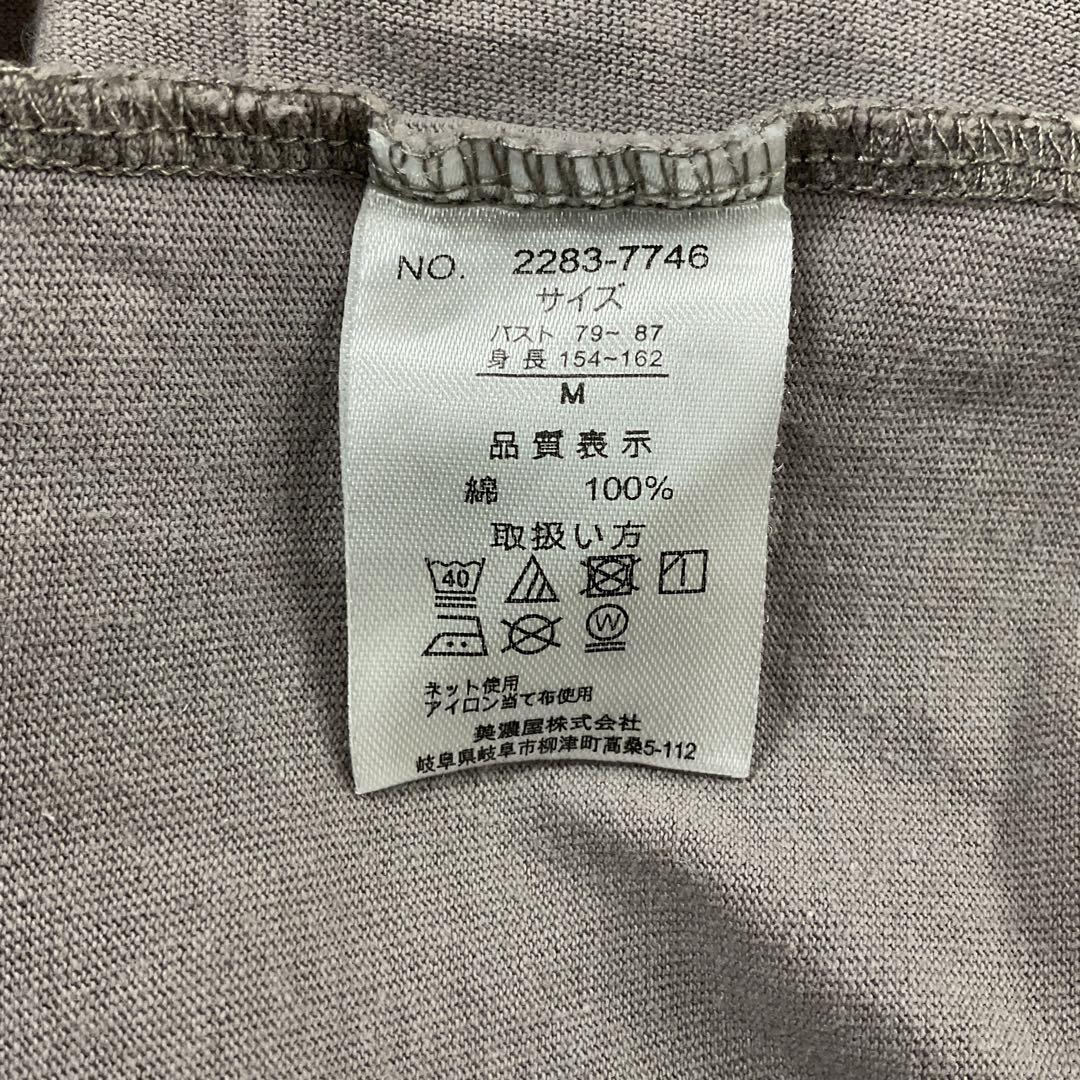 NO. 2283-7746
サイズ
バスト 79~ 87
身長 154~162
M
品質表示
綿 100%
取扱い方
40
W
ネット使用
アイロン当て布使用
美濃屋株式会社
岐阜県岐阜市柳津町高桑5-112